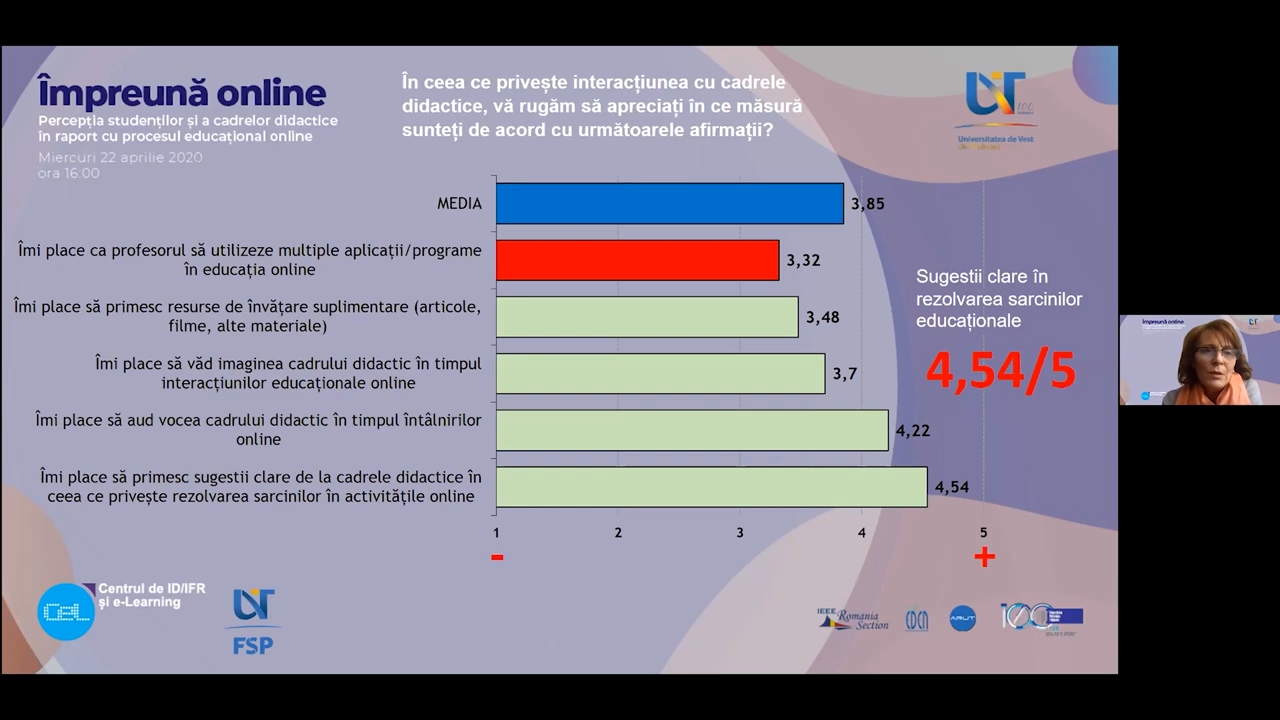 Împreună online
Percepția studenților și a cadrelor didactice
în raport cu procesul educațional online
Miercuri 22 aprilie 2020
ora 16:00
În ceea ce privește interacțiunea cu cadrele
didactice, vă rugăm să apreciați în ce măsură
sunteți de acord cu următoarele afirmații?
UVT
100
Universitatea de Vest
MEDIA
3,85
Îmi place ca profesorul să utilizeze multiple aplicații/programe
în educația online
3,32
Îmi place să primesc resurse de învățare suplimentare (articole,
filme, alte materiale)
3,48
Îmi place să văd imaginea cadrului didactic în timpul
interacțiunilor educaționale online
3,7
Îmi place să aud vocea cadrului didactic în timpul întâlnirilor
online
4,22
Îmi place să primesc sugestii clare de la cadrele didactice în
ceea ce privește rezolvarea sarcinilor în activitățile online
4,54
1 2 3 4 5
- +
Sugestii clare în
rezolvarea sarcinilor
educaționale
4,54/5
Împreună online
CeL
Centrul de ID/IFR
și e-Learning
UVT
FSP
IEEE
Romania
Section
EDEN
ARUT
100